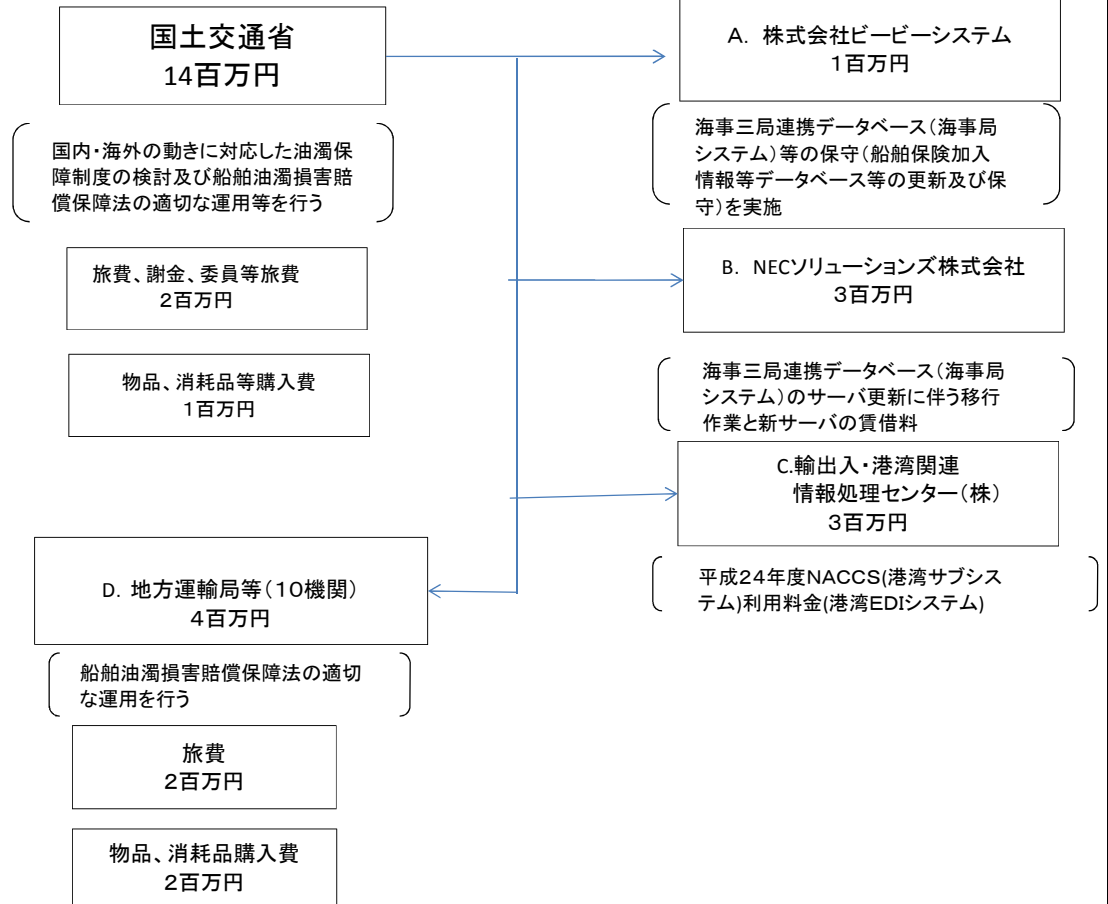 国土交通省
14百万円
国内・海外の動きに対応した油濁保
障制度の検討及び船舶油濁損害賠
償保障法の適切な運用等を行う
旅費、謝金、委員等旅費
2百万円
物品、消耗品等購入費
1百万円
A. 株式会社ビービーシステム
1百万円
海事三局連携データベース(海事局
システム)等の保守(船舶保険加入
情報等データベース等の更新及び保
守)を実施
B. NECソリューションズ株式会社
3百万円
海事三局連携データベース(海事局
システム)のサーバ更新に伴う移行
作業と新サーバの賃借料
C.輸出入・港湾関連
情報処理センター(株)
3百万円
平成24年度NACCS(港湾サブシス
テム)利用料金(港湾EDIシステム)
D. 地方運輸局等(10機関)
4百万円
船舶油濁損害賠償保障法の適切
な運用を行う
旅費
2百万円
物品、消耗品購入費
2百万円